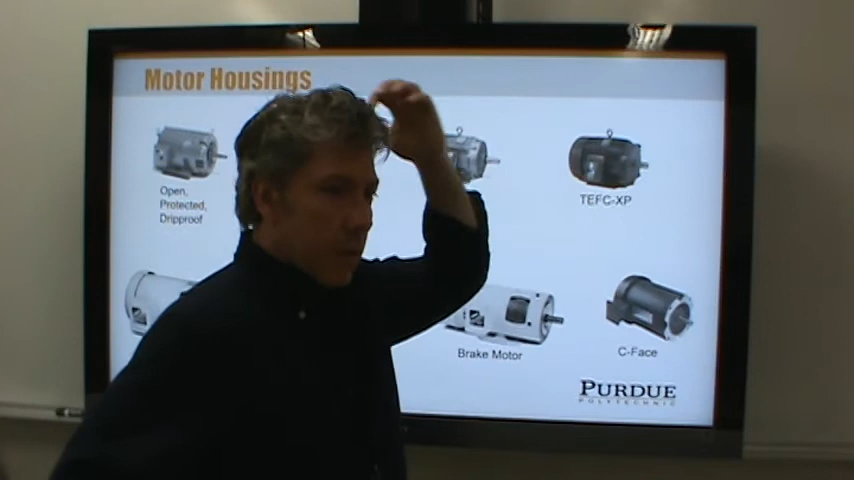 Motor Housings
Open,
Protected,
Dripproof
TEFC-XP
Brake Motor
C-Face
PURDUE
POLYTECHNIC